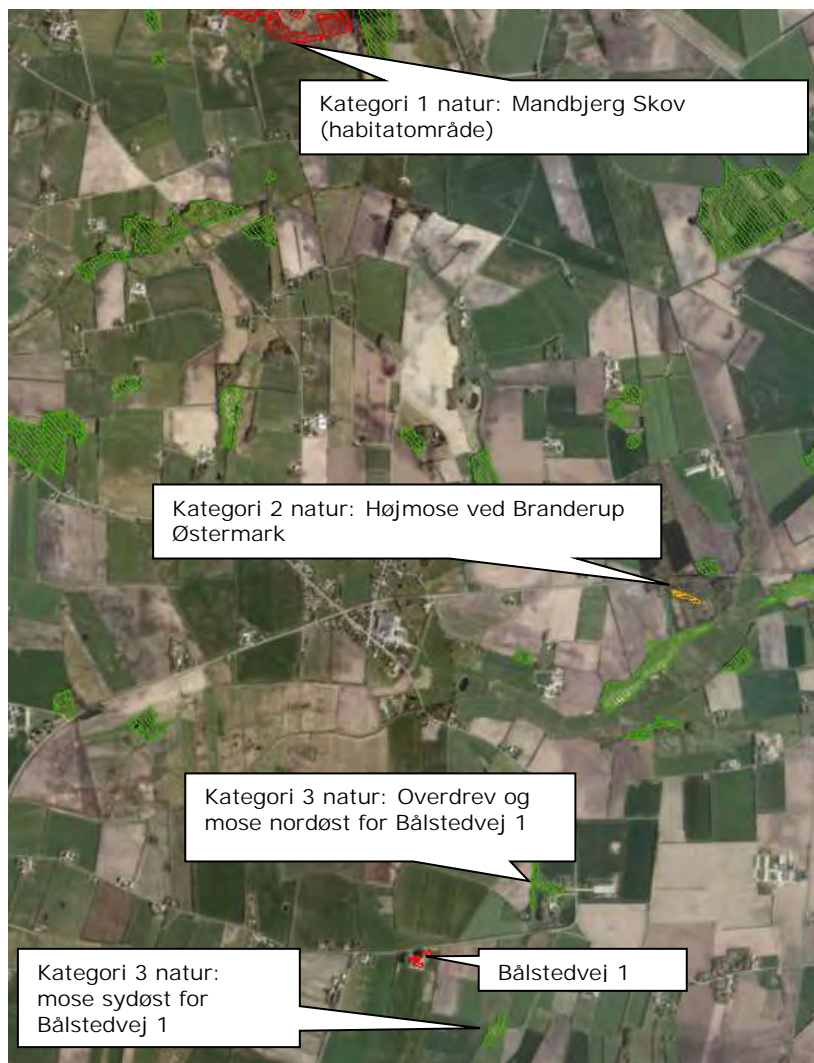 Kategori 1 natur: Mandbjerg Skov
(habitatområde)
Kategori 2 natur: Højmose ved Branderup
Østermark
Kategori 3 natur: Overdrev og
mose nordøst for Bålstedvej 1
Bålstedvej 1
Kategori 3 natur:
mose sydøst for
Bålstedvej 1